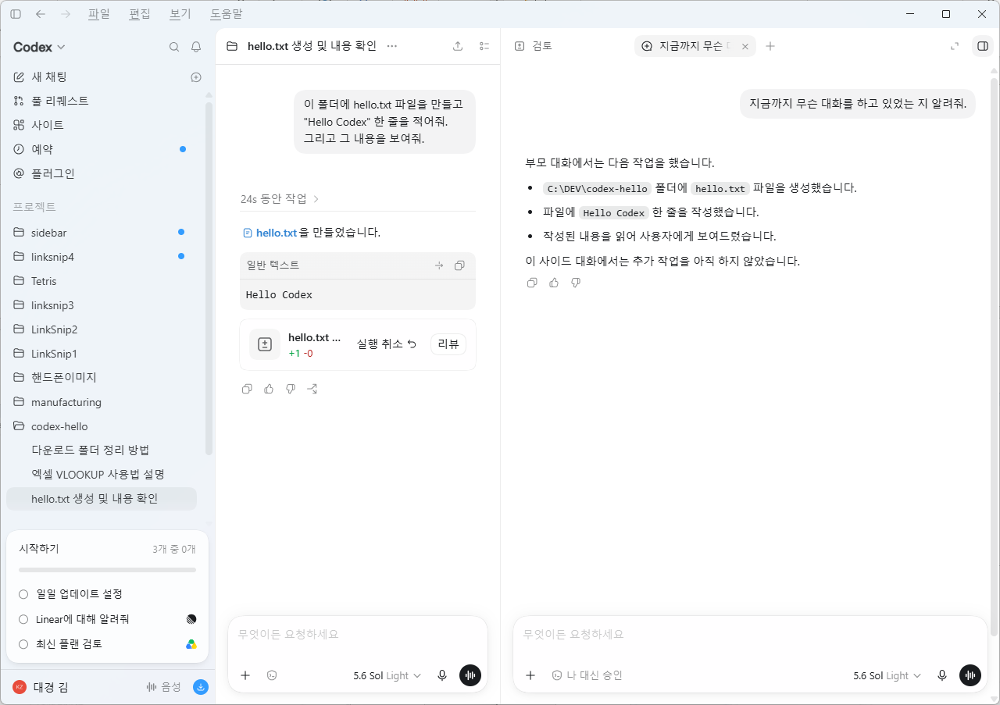 파일 편집 보기 도움말
Codex
새 채팅
풀 리퀘스트
사이트
예약
플러그인
프로젝트
sidebar
linksnip4
Tetris
linksnip3
LinkSnip2
LinkSnip1
핸드폰이미지
manufacturing
codex-hello
다운로드 폴더 정리 방법
엑셀 VLOOKUP 사용법 설명
hello.txt 생성 및 내용 확인
시작하기 3개 중 0개
일일 업데이트 설정
Linear에 대해 알려줘
최신 플랜 검토
KZ 대경 김 음성
hello.txt 생성 및 내용 확인 ...
이 폴더에 hello.txt 파일을 만들고
"Hello Codex" 한 줄을 적어줘.
그리고 그 내용을 보여줘.
24s 동안 작업
hello.txt을 만들었습니다.
일반 텍스트
Hello Codex
hello.txt ...
+1 -0
실행 취소
리뷰
무엇이든 요청하세요
5.6 Sol Light
검토
지금까지 무슨
지금까지 무슨 대화를 하고 있었는 지 알려줘.
부모 대화에서는 다음 작업을 했습니다.
• C:\DEV\codex-hello 폴더에 hello.txt 파일을 생성했습니다.
• 파일에 Hello Codex 한 줄을 작성했습니다.
• 작성된 내용을 읽어 사용자에게 보여드렸습니다.
이 사이드 대화에서는 추가 작업을 아직 하지 않았습니다.
무엇이든 요청하세요
나 대신 승인
5.6 Sol Light